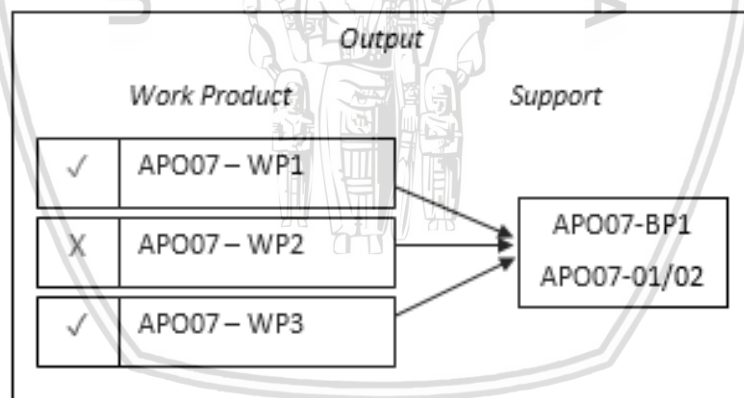 Output
Work Product Support
✓ APO07 – WP1
X APO07 – WP2
✓ APO07 – WP3
APO07-BP1
APO07-01/02